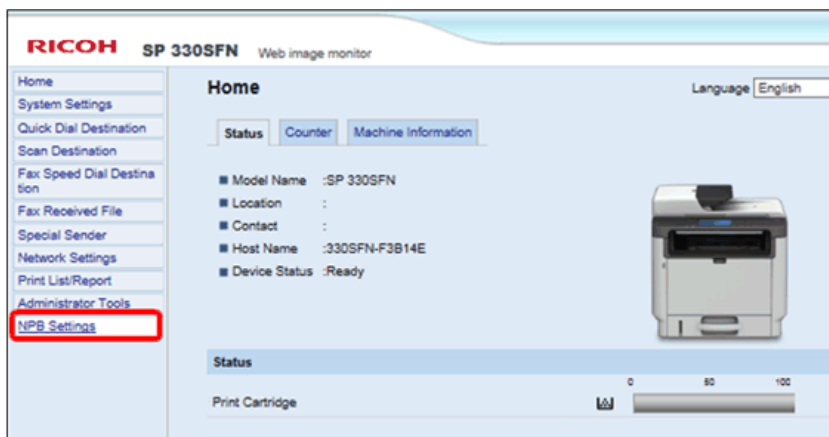 RICOH SP 330SFN Web image monitor
Home
System Settings
Quick Dial Destination
Scan Destination
Fax Speed Dial Destina
tion
Fax Received File
Special Sender
Network Settings
Print List/Report
Administrator Tools
NPB Settings
Home
Language English
Status Counter Machine Information
Model Name :SP 330SFN
Location :
Contact :
Host Name :330SFN-F3B14E
Device Status :Ready
Status
0 50 100
Print Cartridge